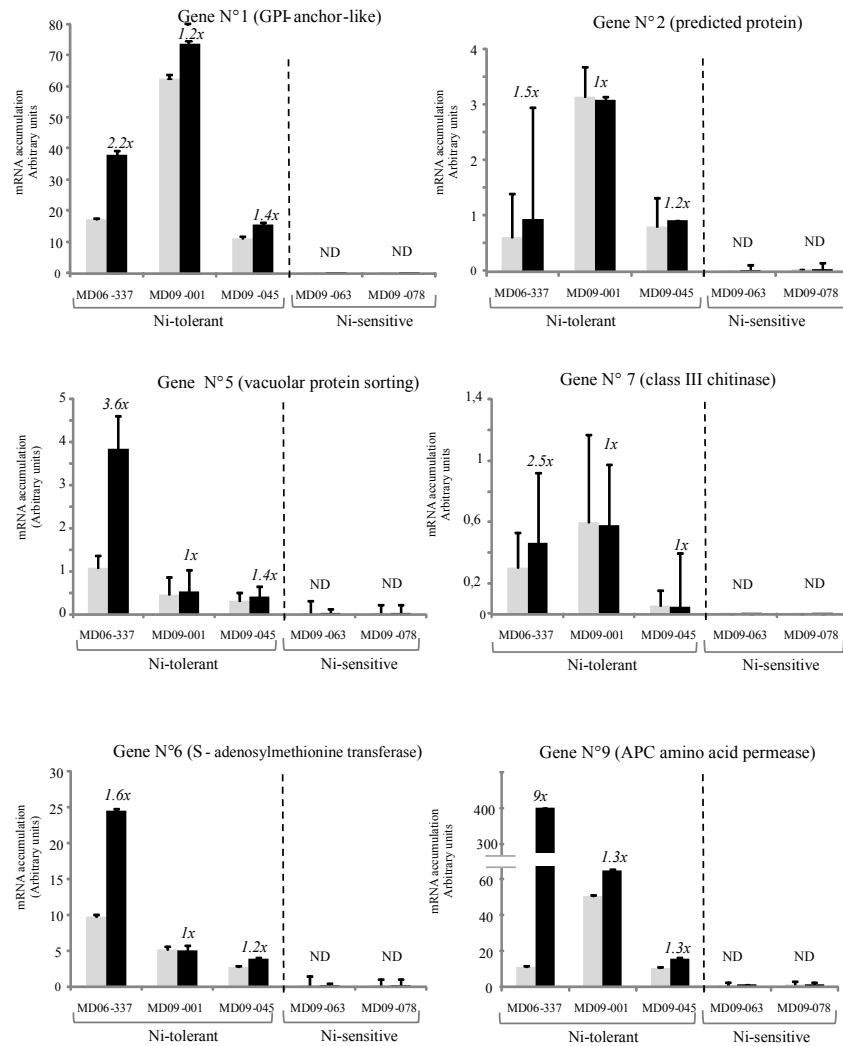 Gene N°1 (GPI-anchor-like)
mRNA accumulation
Arbitrary units
80
70
60
50
40
30
20
10
0
2.2x
1.2x
1.4x
ND
ND
MD06-337
MD09-001
MD09-045
MD09-063
MD09-078
Ni-tolerant
Ni-sensitive
Gene N°2 (predicted protein)
mRNA accumulation
Arbitrary units
4
3
2
1
0
1.5x
1x
1.2x
ND
ND
MD06-337
MD09-001
MD09-045
MD09-063
MD09-078
Ni-tolerant
Ni-sensitive
Gene N°5 (vacuolar protein sorting)
mRNA accumulation
(Arbitrary units)
5
4
3
2
1
0
3.6x
1x
1.4x
ND
ND
MD06-337
MD09-001
MD09-045
MD09-063
MD09-078
Ni-tolerant
Ni-sensitive
Gene N° 7 (class III chitinase)
mRNA accumulation
Arbitrary units
1,4
1
0,6
0,2
0
2.5x
1x
1x
ND
ND
MD06-337
MD09-001
MD09-045
MD09-063
MD09-078
Ni-tolerant
Ni-sensitive
Gene N°6 (S - adenosylmethionine transferase)
mRNA accumulation
(Arbitrary units)
30
25
20
15
10
5
0
1.6x
1x
1.2x
ND
ND
MD06-337
MD09-001
MD09-045
MD09-063
MD09-078
Ni-tolerant
Ni-sensitive
Gene N°9 (APC amino acid permease)
mRNA accumulation
Arbitrary units
400
300
60
40
20
0
9x
1.3x
1.3x
ND
ND
MD06-337
MD09-001
MD09-045
MD09-063
MD09-078
Ni-tolerant
Ni-sensitive